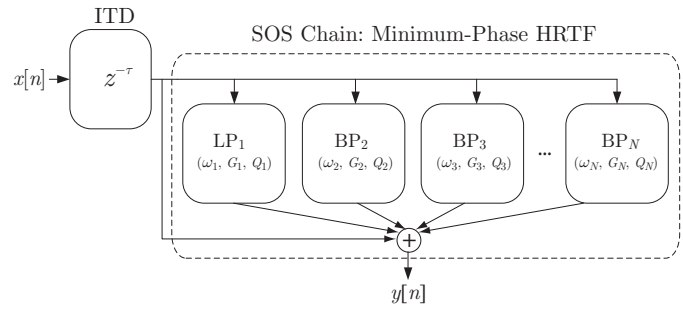 ITD
SOS Chain: Minimum-Phase HRTF
x[n]
z^{-τ}
LP_1
(ω_1, G_1, Q_1)
BP_2
(ω_2, G_2, Q_2)
BP_3
(ω_3, G_3, Q_3)
...
BP_N
(ω_N, G_N, Q_N)
+
y[n]